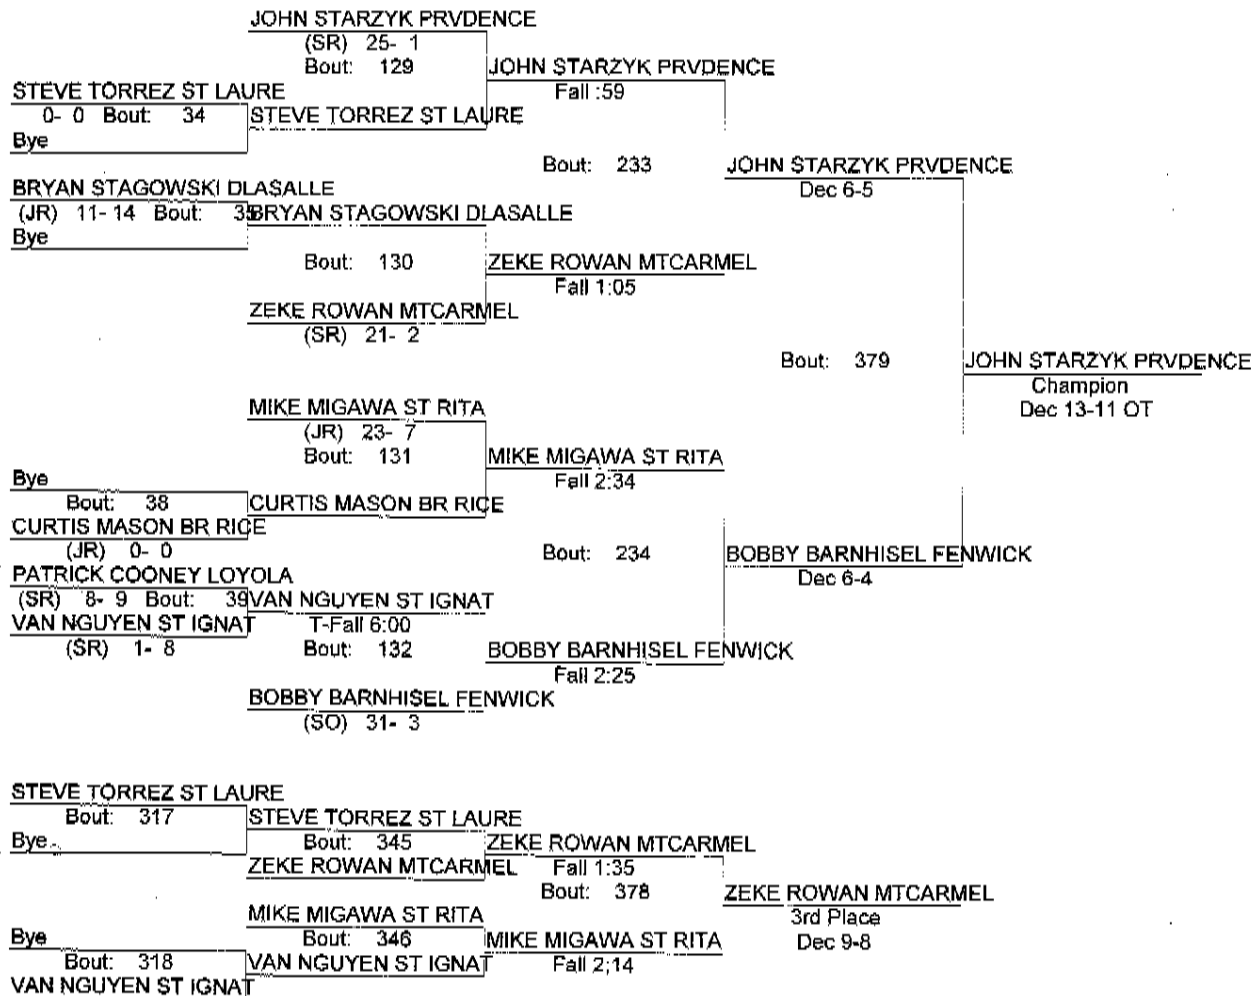 JOHN STARZYK PRVDENCE
(SR) 25- 1
Bout: 129
JOHN STARZYK PRVDENCE
Fall :59
STEVE TORREZ ST LAURE
0- 0 Bout: 34
STEVE TORREZ ST LAURE
Bye
Bout: 233
JOHN STARZYK PRVDENCE
Dec 6-5
BRYAN STAGOWSKI DLASALLE
(JR) 11- 14 Bout: 35
BRYAN STAGOWSKI DLASALLE
Bye
Bout: 130
ZEKE ROWAN MTCARMEL
Fall 1:05
ZEKE ROWAN MTCARMEL
(SR) 21- 2
Bout: 379
JOHN STARZYK PRVDENCE
Champion
Dec 13-11 OT
MIKE MIGAWA ST RITA
(JR) 23- 7
Bout: 131
MIKE MIGAWA ST RITA
Fall 2:34
Bye
Bout: 38
CURTIS MASON BR RICE
CURTIS MASON BR RICE
(JR) 0- 0
Bout: 234
BOBBY BARNHISEL FENWICK
Dec 6-4
PATRICK COONEY LOYOLA
(SR) 8- 9 Bout: 39
VAN NGUYEN ST IGNAT
VAN NGUYEN ST IGNAT
T-Fall 6:00
(SR) 1- 8
Bout: 132
BOBBY BARNHISEL FENWICK
Fall 2:25
BOBBY BARNHISEL FENWICK
(SO) 31- 3
STEVE TORREZ ST LAURE
Bout: 317
STEVE TORREZ ST LAURE
Bye
Bout: 345
ZEKE ROWAN MTCARMEL
ZEKE ROWAN MTCARMEL
Fall 1:35
Bout: 378
ZEKE ROWAN MTCARMEL
3rd Place
Dec 9-8
MIKE MIGAWA ST RITA
Bye
Bout: 346
MIKE MIGAWA ST RITA
Bout: 318
VAN NGUYEN ST IGNAT
Fall 2;14
VAN NGUYEN ST IGNAT